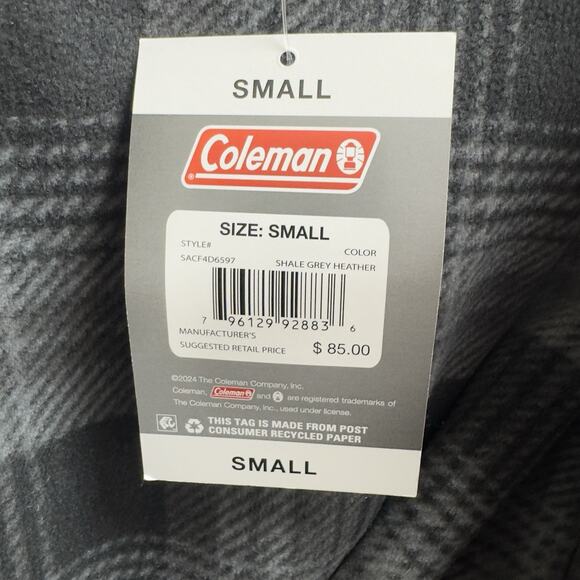 SMALL
Coleman
SIZE: SMALL
STYLE# COLOR
SACF4D6597 SHALE GREY HEATHER
7 96129 92883 6
MANUFACTURER'S
SUGGESTED RETAIL PRICE $ 85.00
©2024 The Coleman Company, Inc.
Coleman, Coleman and are registered trademarks of
The Coleman Company, Inc., used under license.
THIS TAG IS MADE FROM POST
CONSUMER RECYCLED PAPER
SMALL